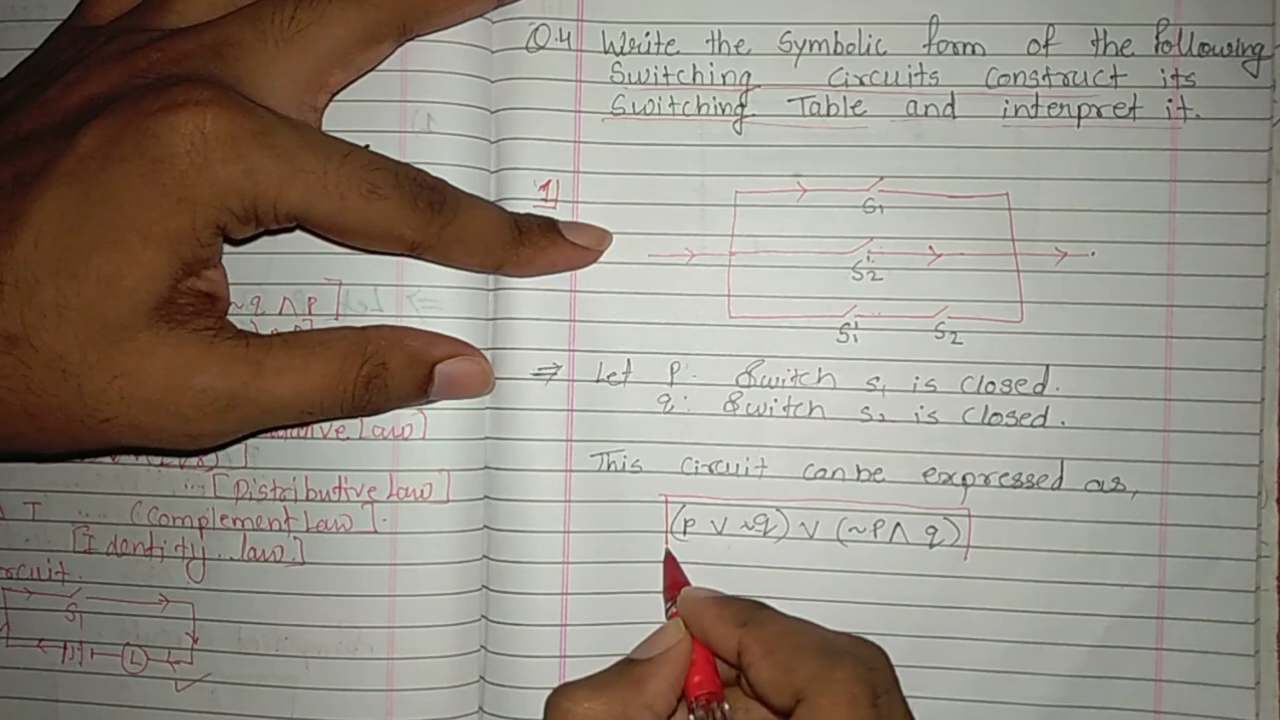 Q.4 Write the Symbolic form of the following
Switching Circuits construct its
Switching Table and interpret it.
1)
S₁
S₂'
S₁' S₂
⇒ Let p: Switch s₁ is closed.
q: Switch s₂ is closed.
This circuit can be expressed as,
(p ∨ ~q) ∨ (~p ∧ q)
~q ∧ p]
Law]
... [Distributive Law]
I ... (Complement Law].
[Identity .. law]
S₁
L